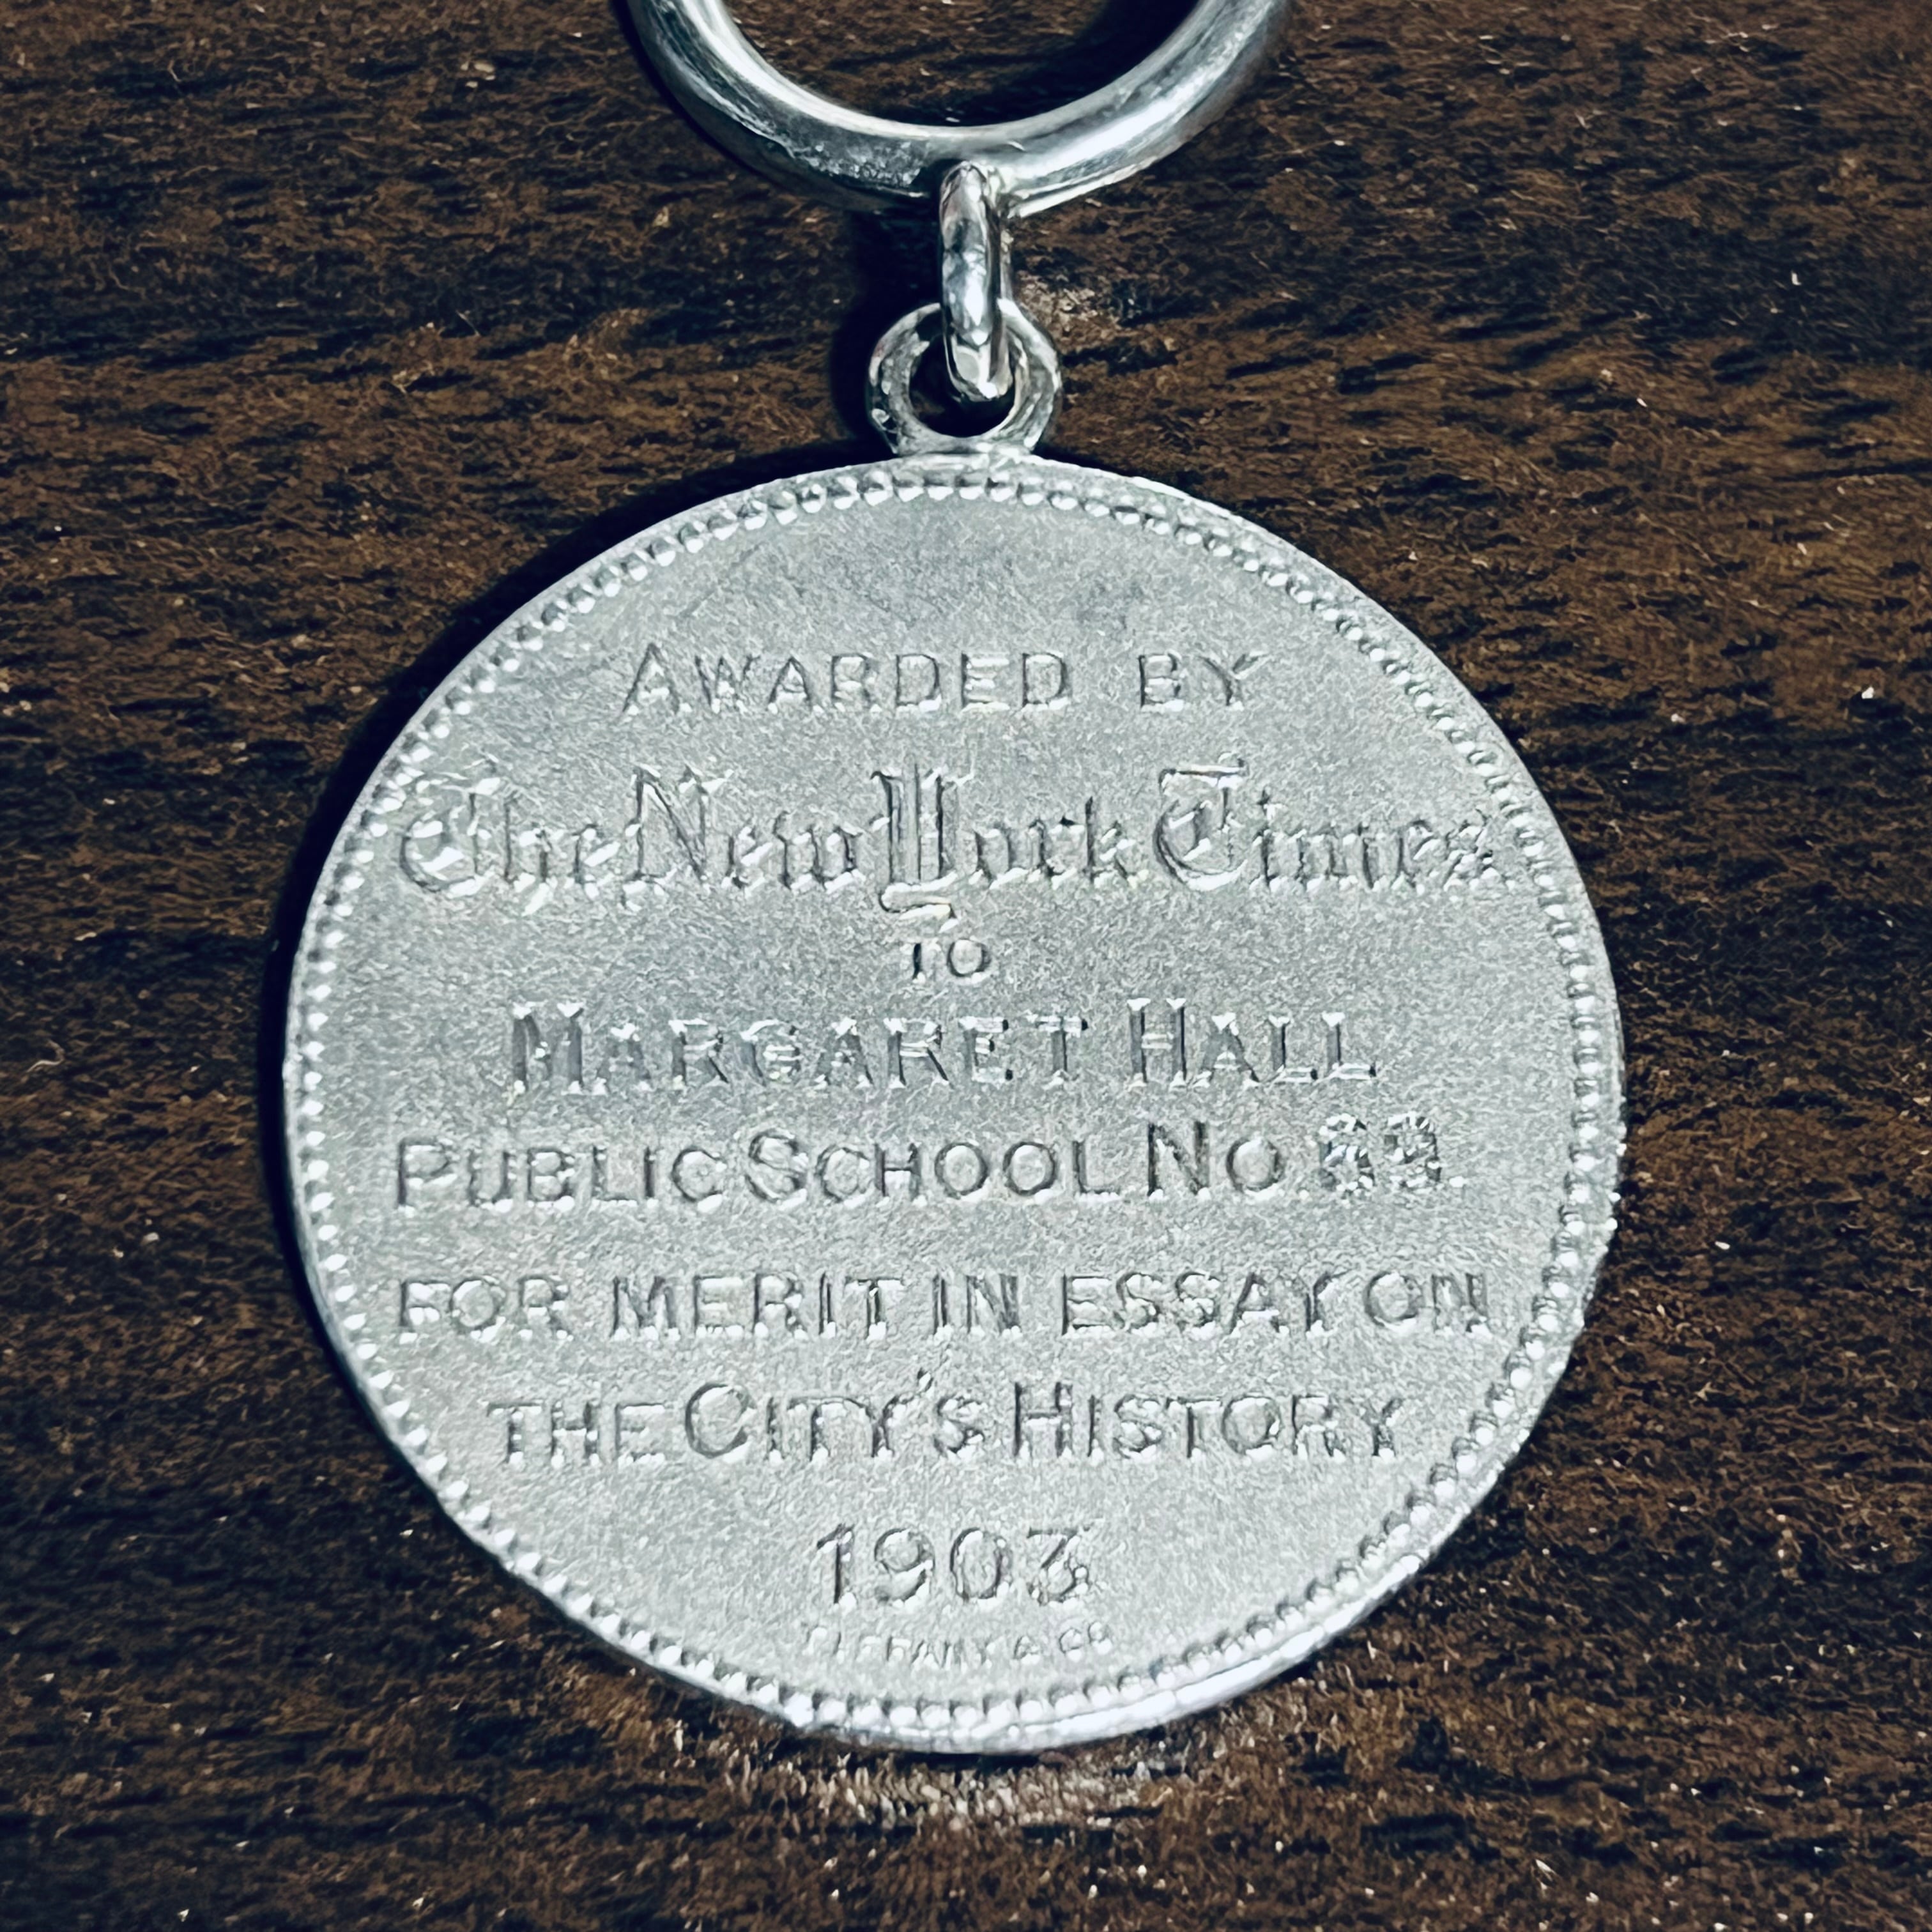 AWARDED BY
The New York Times
TO
MARGARET HALL
PUBLIC SCHOOL NO
FOR MERIT IN ESSAY ON
THE CITY'S HISTORY
1903
TIFFANY & CO